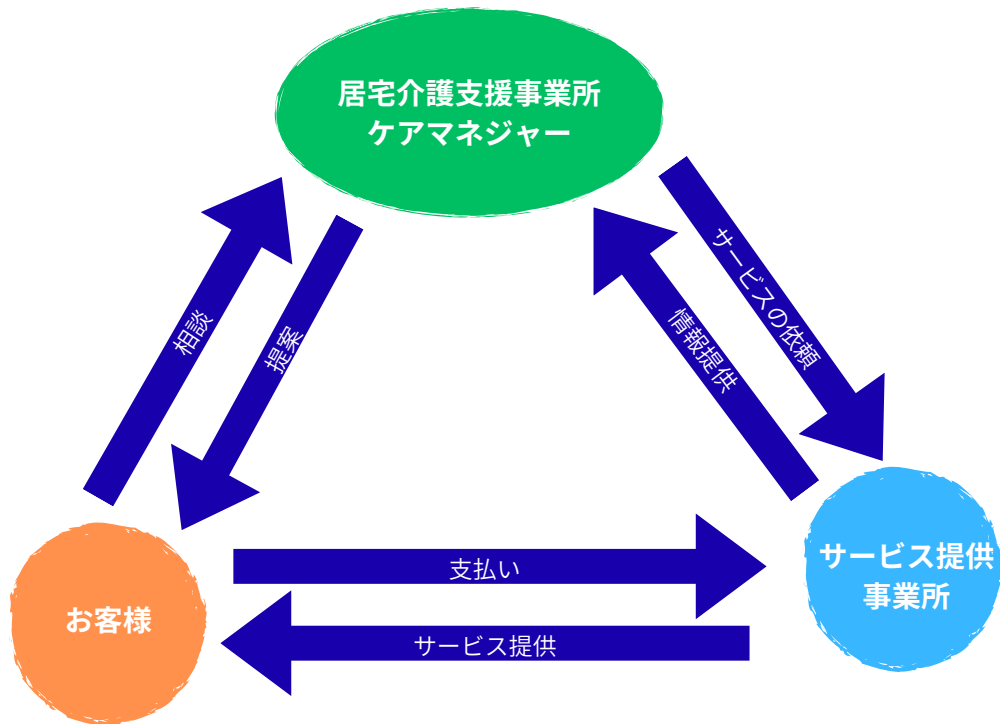 居宅介護支援事業所
ケアマネジャー
相談
提案
サービスの依頼
情報提供
支払い
サービス提供
お客様
サービス提供
事業所